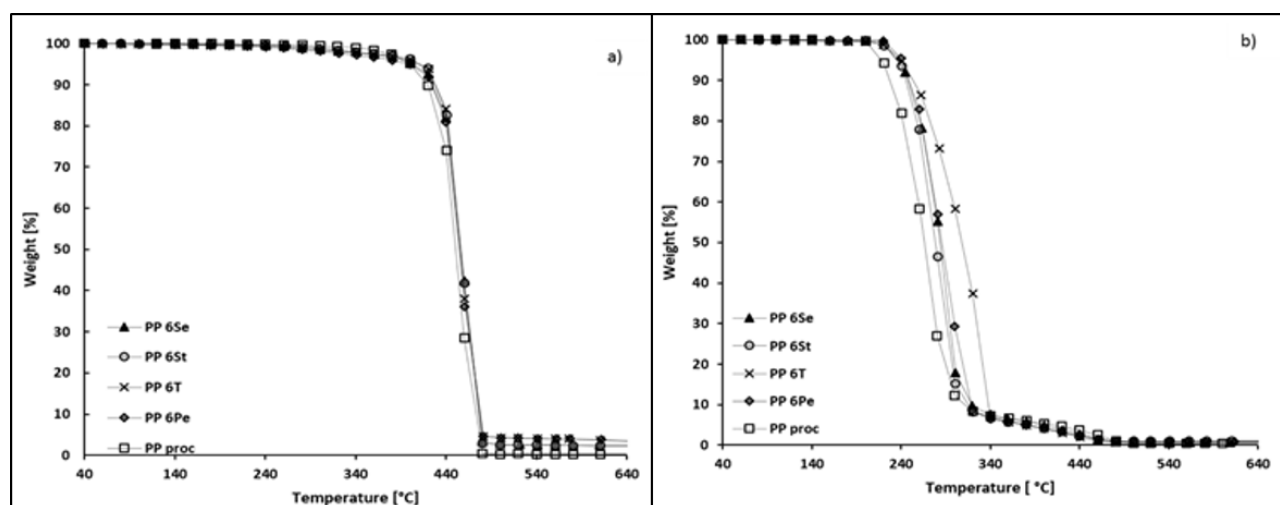 a)
100
90
80
70
60
50
40
30
20
10
0
Weight [%]
PP 6Se
PP 6St
PP 6T
PP 6Pe
PP proc
40 140 240 340 440 540 640
Temperature [°C]
b)
100
90
80
70
60
50
40
30
20
10
0
Weight [%]
PP 6Se
PP 6St
PP 6T
PP 6Pe
PP proc
40 140 240 340 440 540 640
Temperature [ °C]